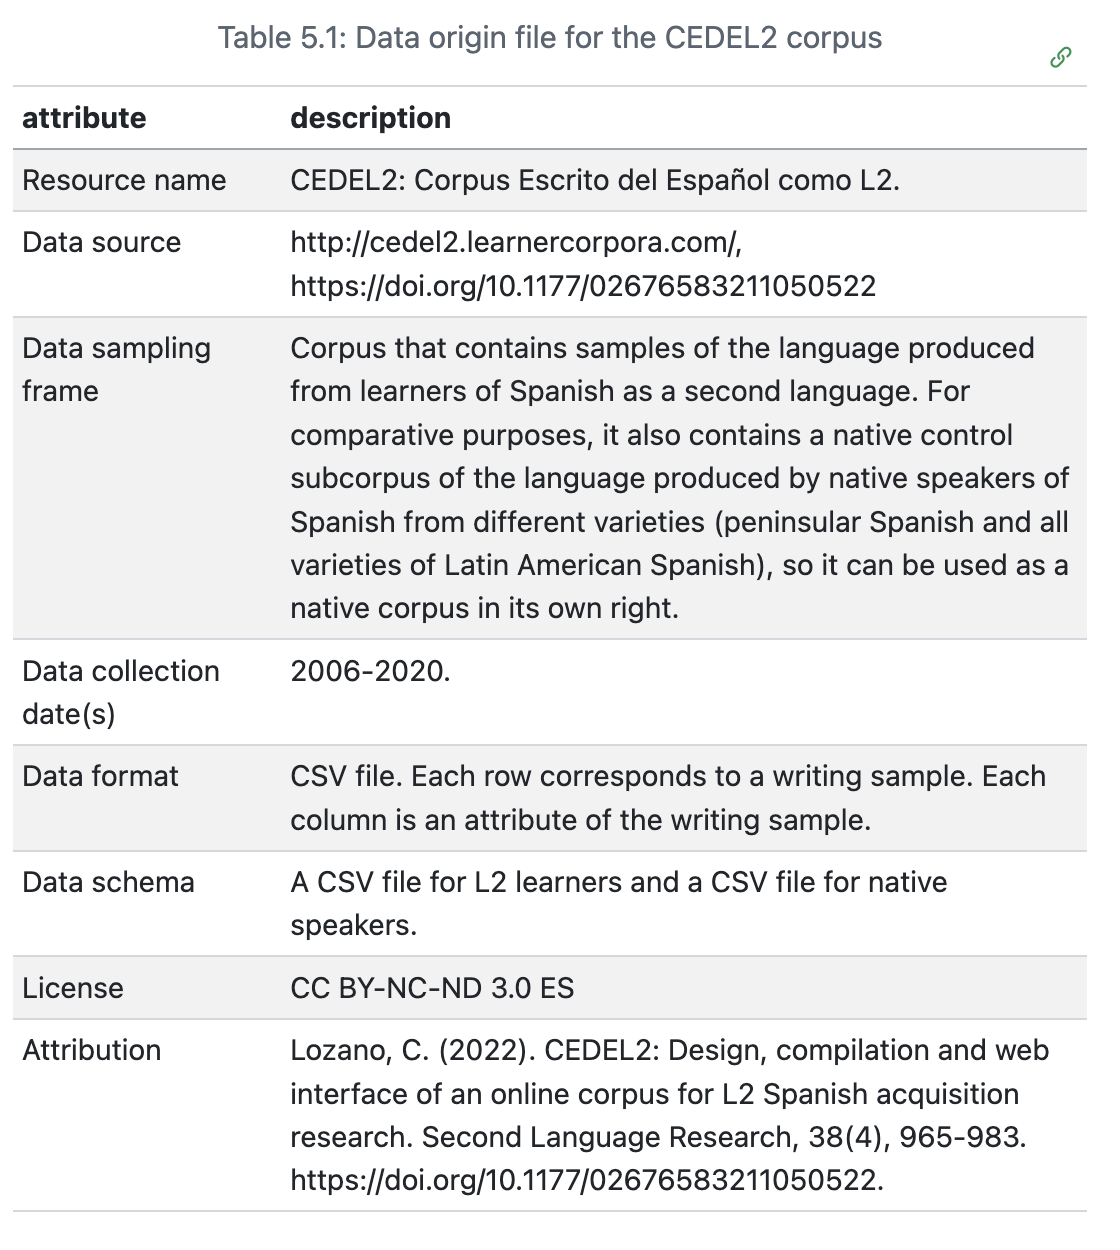 Table 5.1: Data origin file for the CEDEL2 corpus
attribute description
Resource name CEDEL2: Corpus Escrito del Español como L2.
Data source http://cedel2.learnercorpora.com/,
https://doi.org/10.1177/02676583211050522
Data sampling Corpus that contains samples of the language produced
frame from learners of Spanish as a second language. For
comparative purposes, it also contains a native control
subcorpus of the language produced by native speakers of
Spanish from different varieties (peninsular Spanish and all
varieties of Latin American Spanish), so it can be used as a
native corpus in its own right.
Data collection 2006-2020.
date(s)
Data format CSV file. Each row corresponds to a writing sample. Each
column is an attribute of the writing sample.
Data schema A CSV file for L2 learners and a CSV file for native
speakers.
License CC BY-NC-ND 3.0 ES
Attribution Lozano, C. (2022). CEDEL2: Design, compilation and web
interface of an online corpus for L2 Spanish acquisition
research. Second Language Research, 38(4), 965-983.
https://doi.org/10.1177/02676583211050522.